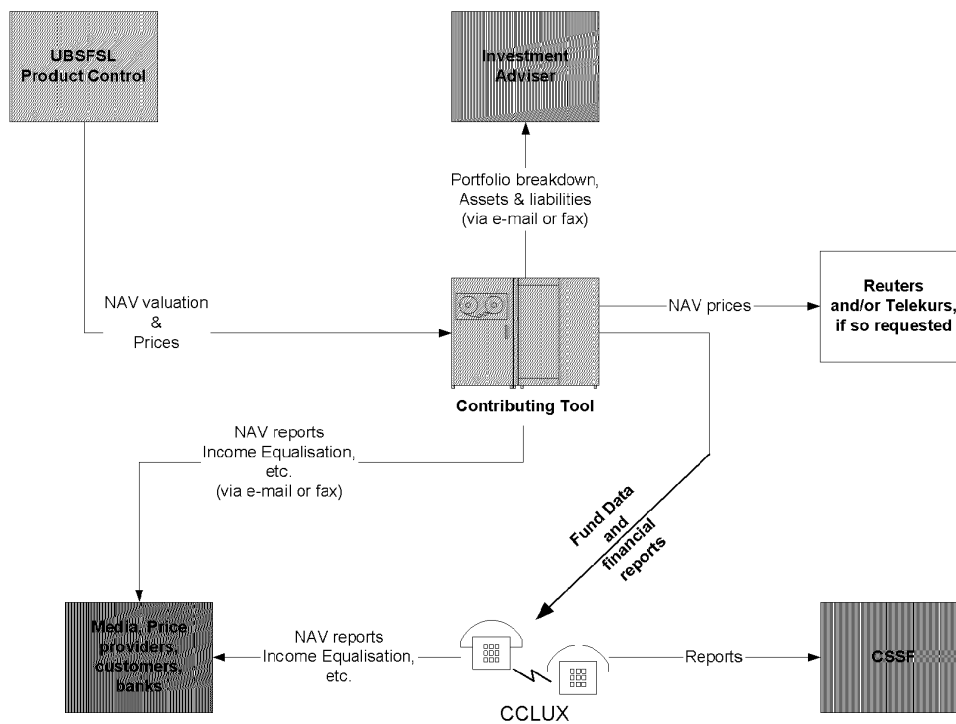 UBSFSL
Product Control
Investment
Adviser
Portfolio breakdown,
Assets & liabilities
(via e-mail or fax)
NAV valuation
&
Prices
NAV prices
Reuters
and/or Telekurs,
if so requested
Contributing Tool
NAV reports
Income Equalisation,
etc.
(via e-mail or fax)
Fund Data
and
financial
reports
Media, Price
providers,
customers,
banks
NAV reports
Income Equalisation,
etc.
Reports
CSSF
CCLUX